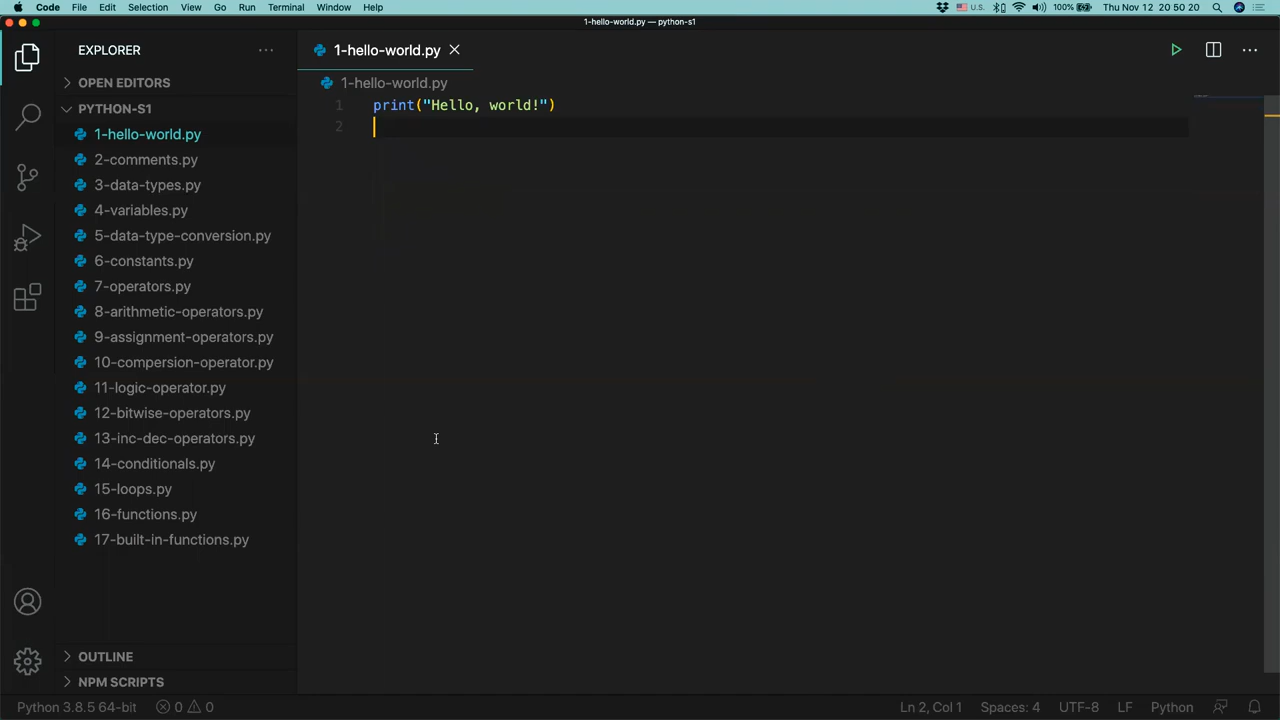 Code File Edit Selection View Go Run Terminal Window Help U.S. 100% Thu Nov 12 20 50 20
1-hello-world.py — python-s1
EXPLORER
1-hello-world.py
OPEN EDITORS
1-hello-world.py
PYTHON-S1
1 print("Hello, world!")
2
1-hello-world.py
2-comments.py
3-data-types.py
4-variables.py
5-data-type-conversion.py
6-constants.py
7-operators.py
8-arithmetic-operators.py
9-assignment-operators.py
10-compersion-operator.py
11-logic-operator.py
12-bitwise-operators.py
13-inc-dec-operators.py
14-conditionals.py
15-loops.py
16-functions.py
17-built-in-functions.py
OUTLINE
NPM SCRIPTS
Python 3.8.5 64-bit 0 0 Ln 2, Col 1 Spaces: 4 UTF-8 LF Python